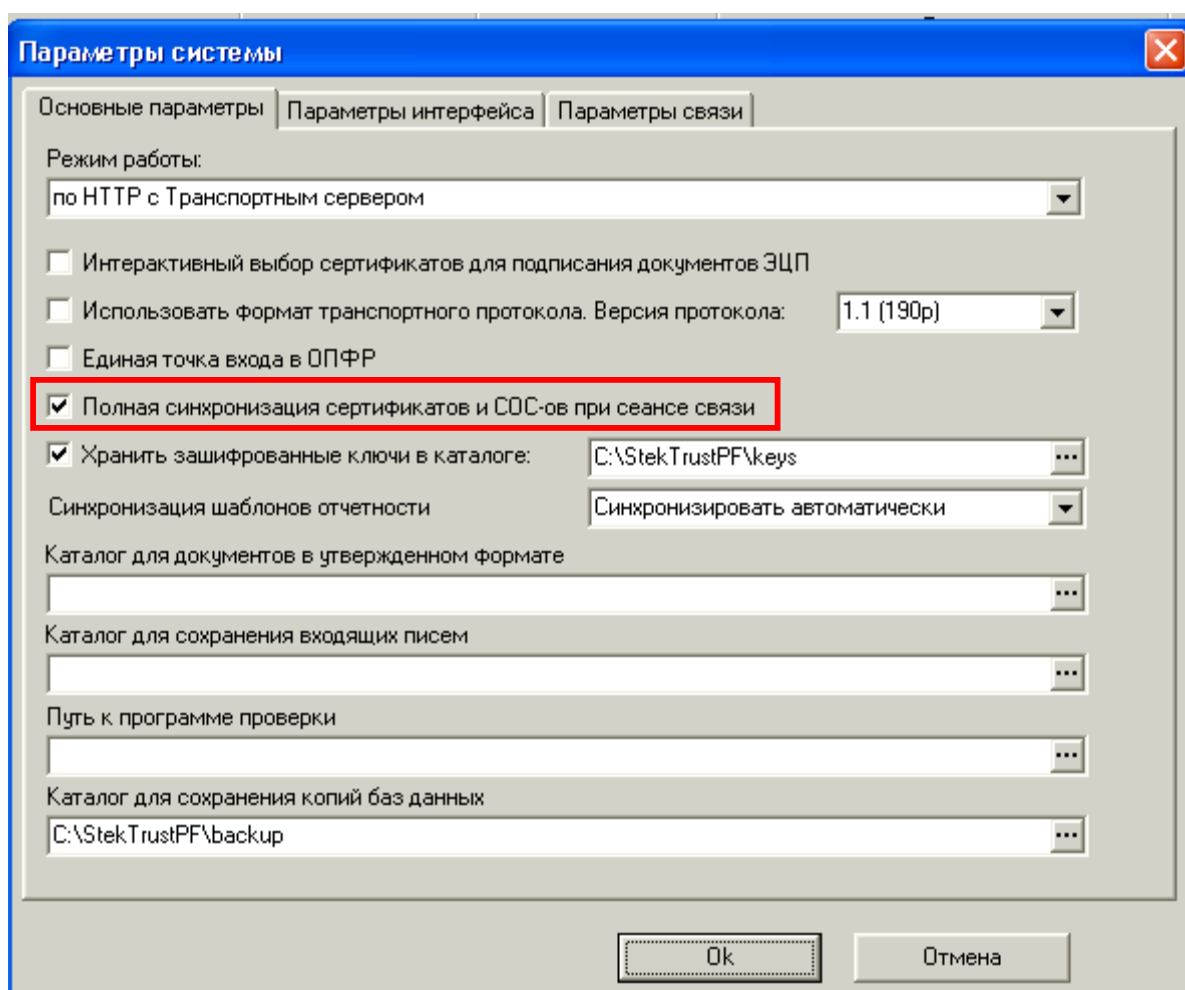 Параметры системы
Основные параметры Параметры интерфейса Параметры связи
Режим работы:
по HTTP с Транспортным сервером
Интерактивный выбор сертификатов для подписания документов ЭЦП
Использовать формат транспортного протокола. Версия протокола: 1.1 (190р)
Единая точка входа в ОПФР
Полная синхронизация сертификатов и СОС-ов при сеансе связи
Хранить зашифрованные ключи в каталоге: C:\StekTrustPF\keys
Синхронизация шаблонов отчетности Синхронизировать автоматически
Каталог для документов в утвержденном формате
Каталог для сохранения входящих писем
Путь к программе проверки
Каталог для сохранения копий баз данных
C:\StekTrustPF\backup
Ok Отмена